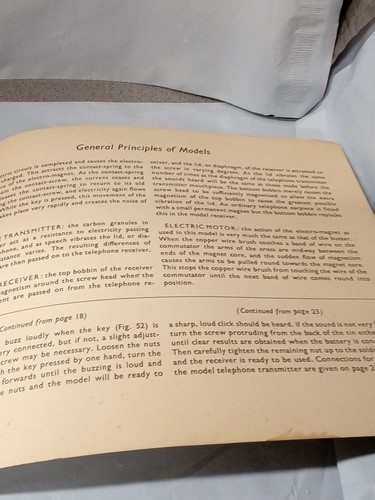 General Principles of Models
circuit is completed and causes the electro-
charged. This attracts the contact-spring to the
of the electro-magnet. As the contact-spring
the contact-screw, the current ceases and
contact-spring to return to its old
contact-screw, and electricity again flows
the key is pressed, this movement of the
place very rapidly and creates the noise of
TRANSMITTER: the carbon granules in
act as a resistance to electricity passing
and as speech vibrates the lid, or dia-
varies. The resulting differences of
are then passed on to the telephone receiver.
RECEIVER: the top bobbin of the receiver
magnetism around the screw head when the
are passed on from the telephone re-
ceiver, and the lid, or diaphragm, of the receiver is attracted to
the screw in varying degrees. As the lid vibrates the same
number of times as the diaphragm of the telephone transmitter,
the sounds heard will be the same as those made before the
transmitter mouthpiece. The bottom bobbin merely causes the
screw head to be sufficiently magnetised to allow the extra
magnetism of the top bobbin to cause the greatest possible
vibration of the lid. An ordinary telephone receiver is fitted
with a small permanent magnet but the bottom bobbin replaces
this in the model receiver.
ELECTRIC MOTOR: the action of the electro-magnet as
used in this model is very much the same as that of the buzzer.
When the copper wire brush touches a band of wire on the
commutator the arms of the cross are midway between the
ends of the magnet core, and the sudden flow of magnetism
causes the arms to be pulled round towards the magnet core.
This stops the copper wire brush from touching the wire of the
commutator until the next band of wire comes round into
position.
(Continued from page 18)
buzz loudly when the key (Fig. 52) is
connected, but if not, a slight adjust-
may be necessary. Loosen the nuts
the key pressed by one hand, turn the
forwards until the buzzing is loud and
nuts and the model will be ready to
(Continued from page 23)
a sharp, loud click should be heard. If the sound is not very
turn the screw protruding from the back of the tin
until clear results are obtained when the battery is
Then carefully tighten the remaining nut up to the
and the receiver is ready to be used. Connections for
the model telephone transmitter are given on page